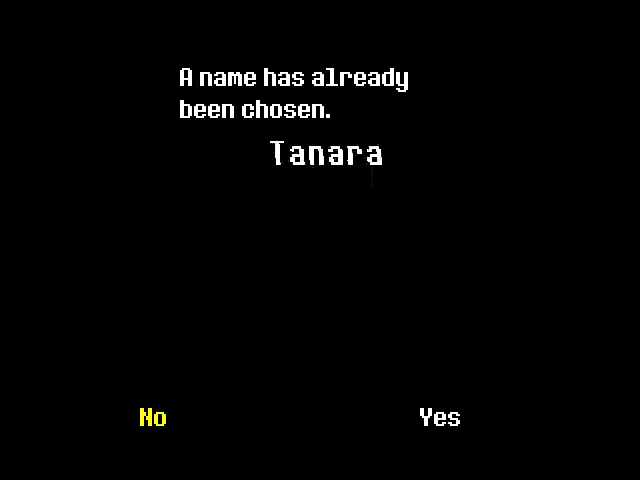 A name has already
been chosen.
Tanara
No
Yes